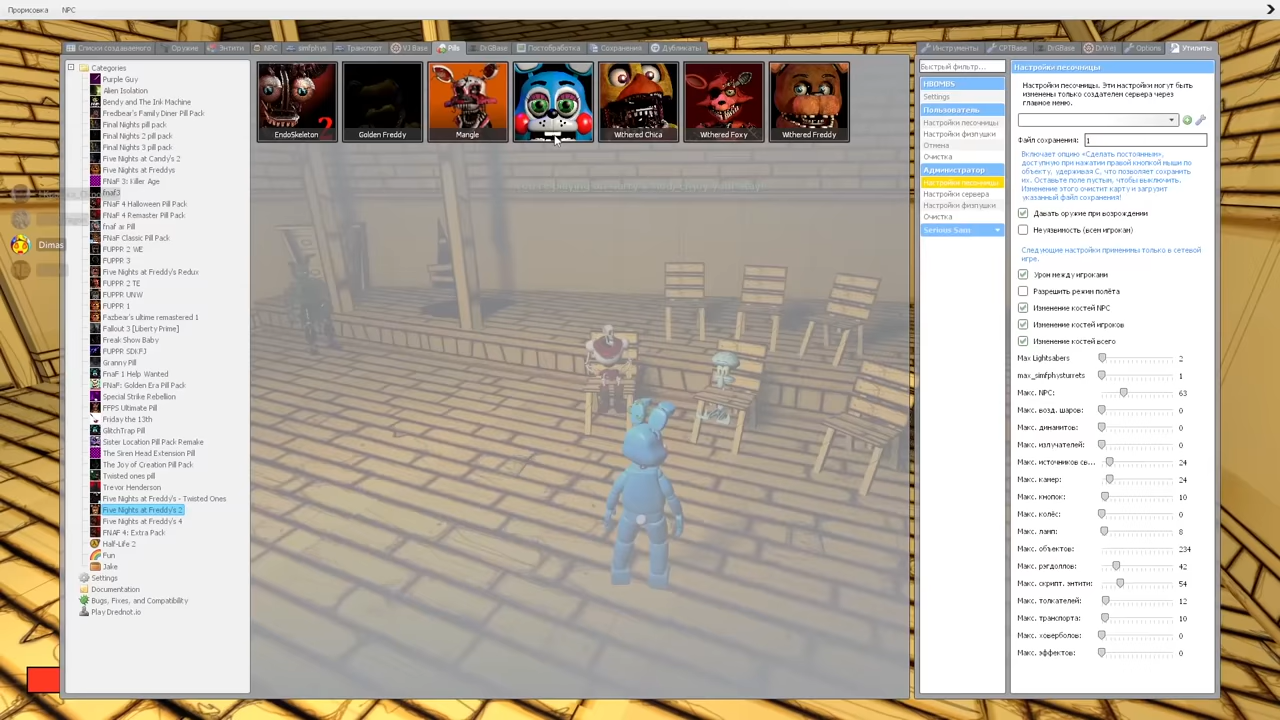 Прорисовка NPC
Списки создаваемого Оружие Энтити NPC simfphys Транспорт VJ Base Pills DrGBase Постобработка Сохранения Дубликаты
Инструменты CPTBase DrGBase DrVrej Options Утилиты
Categories
Purple Guy
Alien Isolation
Bendy and The Ink Machine
Fredbear's Family Diner Pill Pack
Final Nights pill pack
Final Nights 2 pill pack
Final Nights 3 pill pack
Five Nights at Candy's 2
Five Nights at Freddys
FNAF 3: Killer Age
fnaf3
FNaF 4 Halloween Pill Pack
FNaF 4 Remaster Pill Pack
fnaf ar Pill
FNaF Classic Pill Pack
FUPPR 2 WE
FUPPR 3
Five Nights at Freddy's Redux
FUPPR 2 TE
FUPPR UNW
FUPPR 1
Fazbear's ultime remastered 1
Fallout 3 [Liberty Prime]
Freak Show Baby
FUPPR SDI.FJ
Granny Pill
FnaF 1 Help Wanted
FNaF: Golden Era Pill Pack
Special Strike Rebellion
FFPS Ultimate Pill
Friday the 13th
GlitchTrap Pill
Sister Location Pill Pack Remake
The Siren Head Extension Pill
The Joy of Creation Pill Pack
Twisted ones pill
Trevor Henderson
Five Nights at Freddy's - Twisted Ones
Five Nights at Freddy's 2
Five Nights at Freddy's 4
FNAF 4: Extra Pack
Half-Life 2
Fun
Jake
Settings
Documentation
Bugs, Fixes, and Compatibility
Play Drednot.io
Dimas
EndoSkeleton 2
Golden Freddy
Mangle
Withered Chica
Withered Foxy
Withered Freddy
Быстрый фильтр...
HBOMBS
Settings
Пользователь
Настройки песочницы
Настройки физпушки
Отмена
Очистка
Администратор
Настройки песочницы
Настройки сервера
Настройки физпушки
Очистка
Serious Sam
Настройки песочницы
Настройки песочницы. Эти настройки могут быть
изменены только создателем сервера через
главное меню.
Файл сохранения: 1
Включает опцию «Сделать постоянным»,
доступную при нажатии правой кнопкой мыши по
объекту, удерживая C, что позволяет сохранить
их. Оставьте поле пустым, чтобы выключить.
Изменение этого очистит карту и загрузит
указанный файл сохранения!
Давать оружие при возрождении
Неуязвимость (всем игрокам)
Следующие настройки применимы только в сетевой
игре.
Урон между игроками
Разрешить режим полёта
Изменение костей NPC
Изменение костей игроков
Изменение костей всего
Max Lightsabers 2
max_simfphysturrets 1
Макс. NPC: 63
Макс. возд. шаров: 0
Макс. динамитов: 0
Макс. излучателей: 0
Макс. источников св... 24
Макс. камер: 24
Макс. кнопок: 10
Макс. колёс: 0
Макс. ламп: 8
Макс. объектов: 234
Макс. рэгдоллов: 42
Макс. скрипт. энтити: 54
Макс. толкателей: 12
Макс. транспорта: 10
Макс. ховерболов: 0
Макс. эффектов: 0